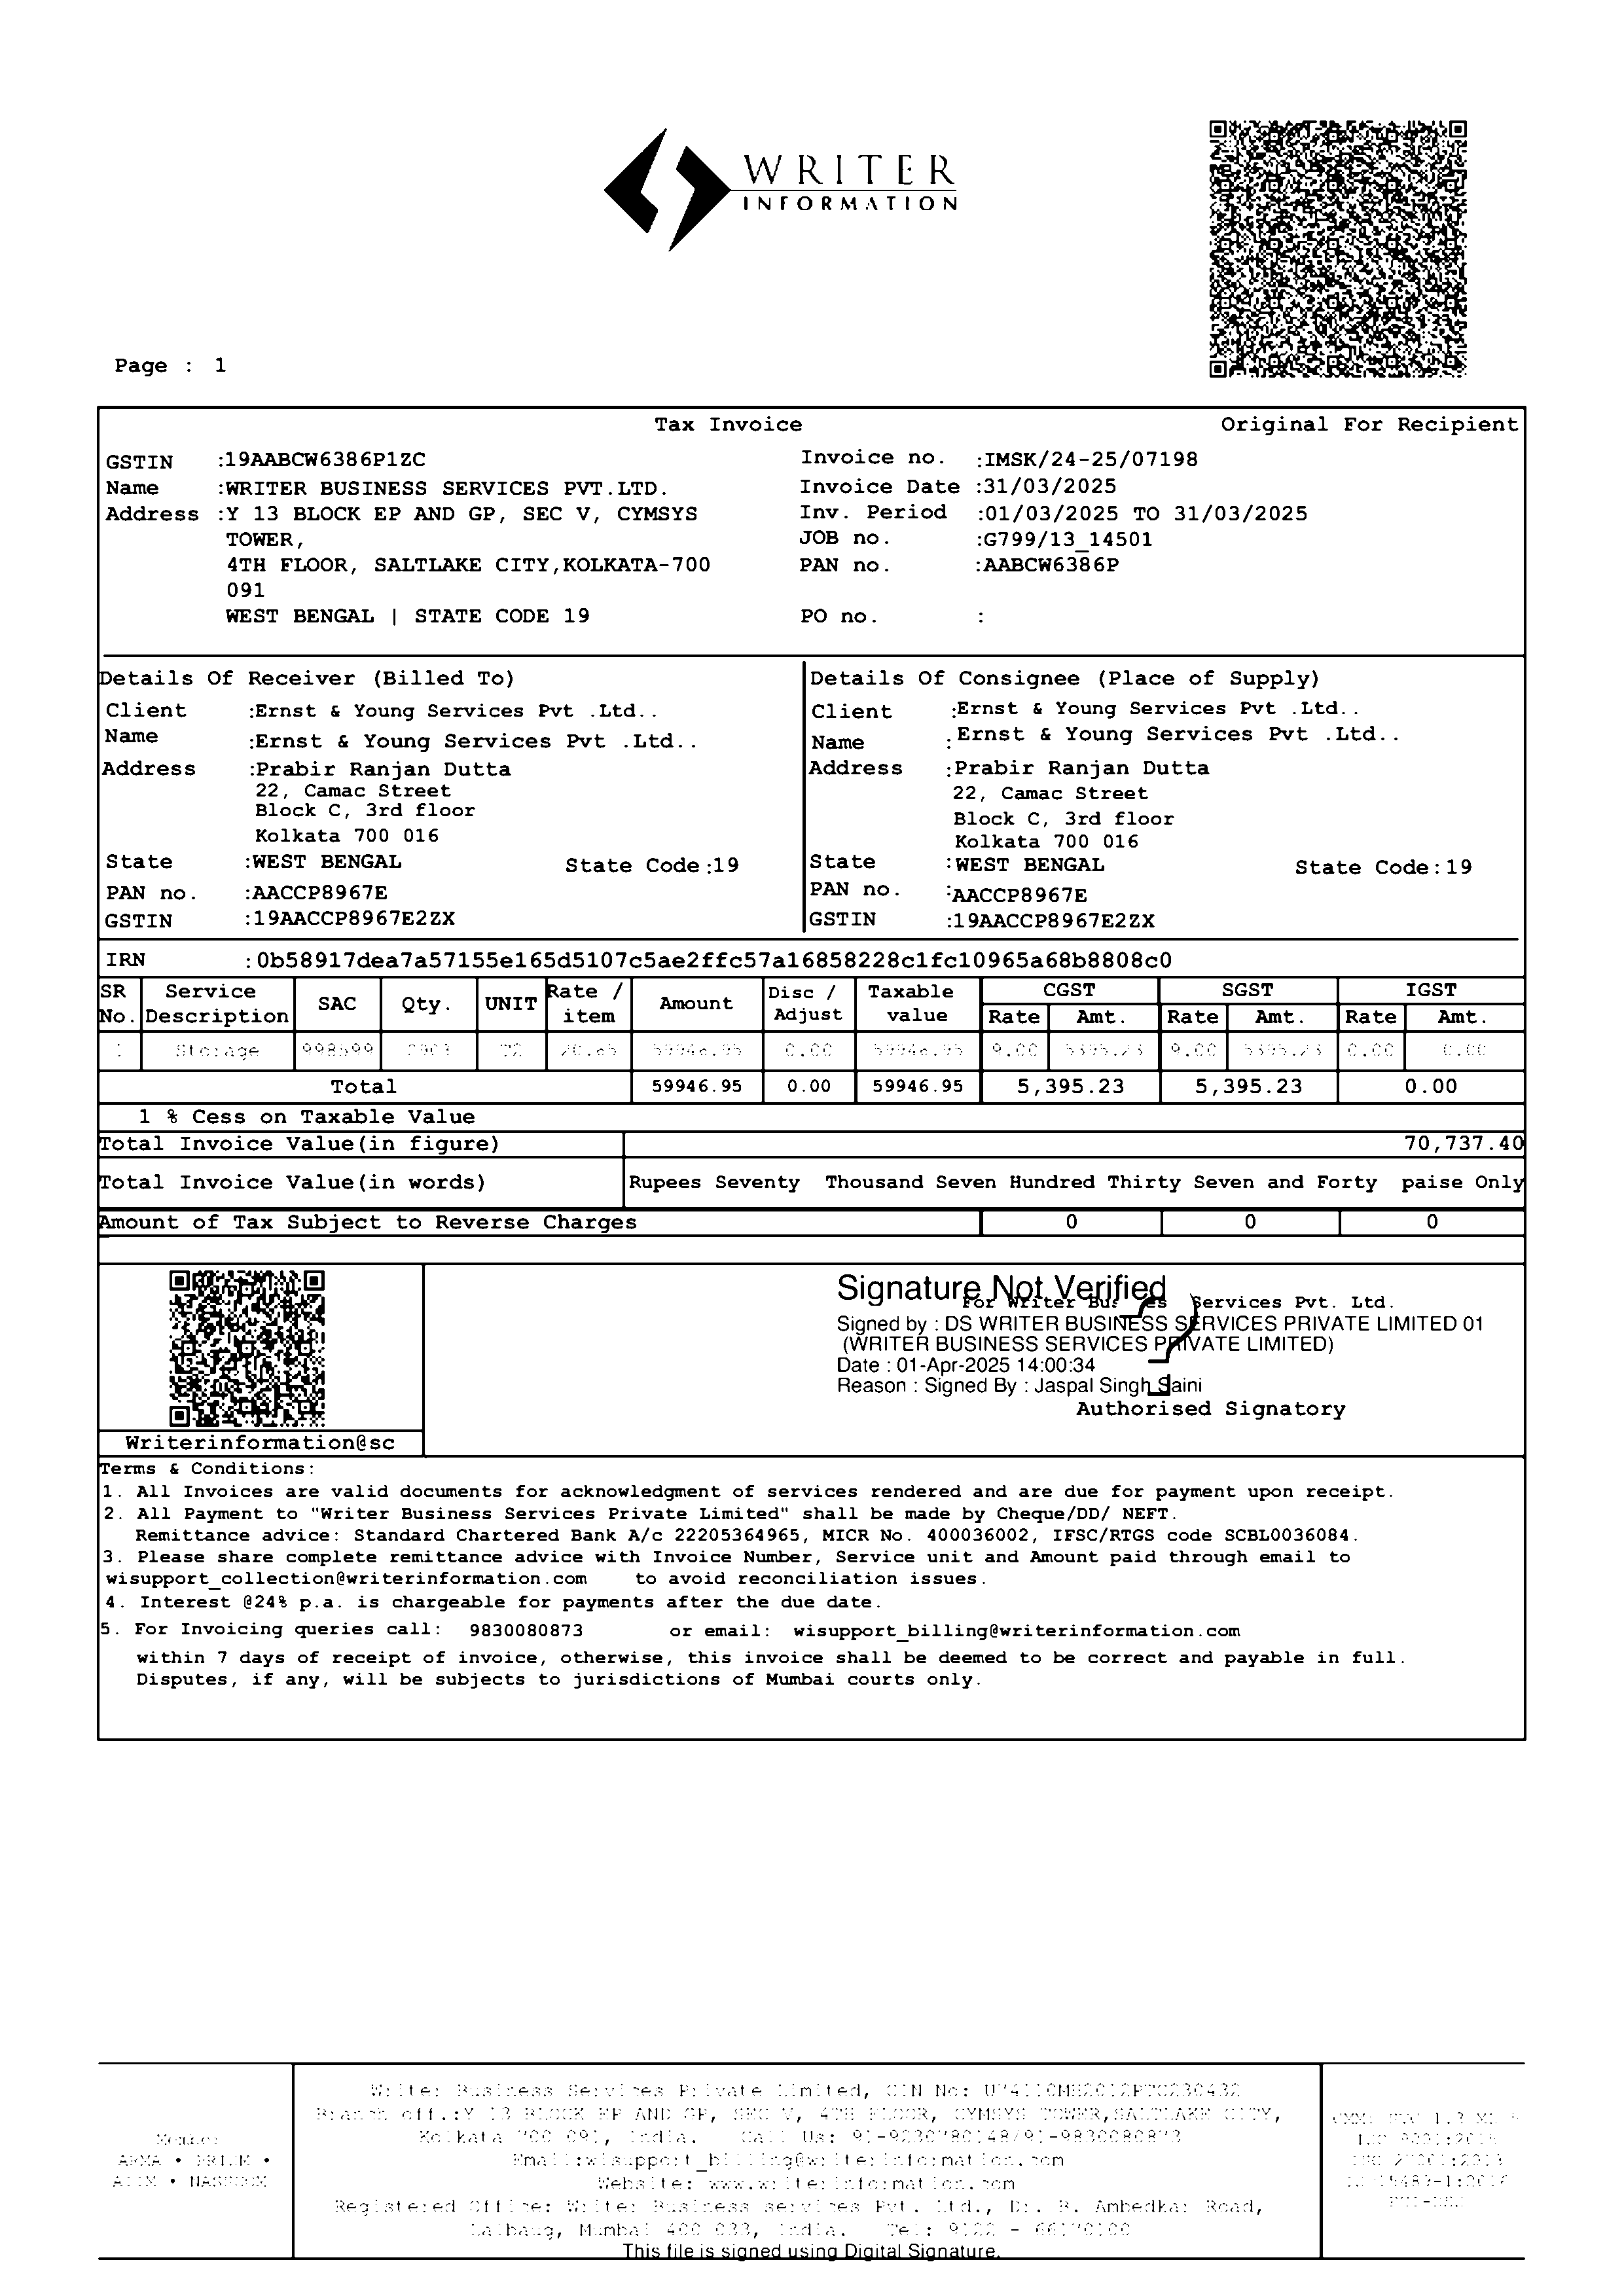 WRITER
INFORMATION
Page : 1
Tax Invoice Original For Recipient
GSTIN :19AABCW6386P1ZC
Name :WRITER BUSINESS SERVICES PVT.LTD.
Address :Y 13 BLOCK EP AND GP, SEC V, CYMSYS
TOWER,
4TH FLOOR, SALTLAKE CITY,KOLKATA-700
091
WEST BENGAL | STATE CODE 19
Invoice no. :IMSK/24-25/07198
Invoice Date :31/03/2025
Inv. Period :01/03/2025 TO 31/03/2025
JOB no. :G799/13_14501
PAN no. :AABCW6386P
PO no. :
Details Of Receiver (Billed To)
Client :Ernst & Young Services Pvt .Ltd..
Name :Ernst & Young Services Pvt .Ltd..
Address :Prabir Ranjan Dutta
22, Camac Street
Block C, 3rd floor
Kolkata 700 016
State :WEST BENGAL State Code :19
PAN no. :AACCP8967E
GSTIN :19AACCP8967E2ZX
Details Of Consignee (Place of Supply)
Client :Ernst & Young Services Pvt .Ltd..
Name :Ernst & Young Services Pvt .Ltd..
Address :Prabir Ranjan Dutta
22, Camac Street
Block C, 3rd floor
Kolkata 700 016
State :WEST BENGAL State Code:19
PAN no. :AACCP8967E
GSTIN :19AACCP8967E2ZX
IRN :0b58917dea7a57155e165d5107c5ae2ffc57a16858228c1fc10965a68b8808c0
SR No. Service Description SAC Qty. UNIT Rate / item Amount Disc / Adjust Taxable value CGST SGST IGST
Rate Amt. Rate Amt. Rate Amt.
1 Storage 998599 2903 20.65 59946.95 0.00 59946.95 9.00 5395.23 9.00 5395.23 0.00 0.00
Total 59946.95 0.00 59946.95 5,395.23 5,395.23 0.00
1 % Cess on Taxable Value
Total Invoice Value(in figure) 70,737.40
Total Invoice Value(in words) Rupees Seventy Thousand Seven Hundred Thirty Seven and Forty paise Only
Amount of Tax Subject to Reverse Charges 0 0 0
Writerinformation@sc
Signature Not Verified
For Writer Services Pvt. Ltd.
Signed by : DS WRITER BUSINESS SERVICES PRIVATE LIMITED 01
(WRITER BUSINESS SERVICES PRIVATE LIMITED)
Date : 01-Apr-2025 14:00:34
Reason : Signed By : Jaspal Singh Saini
Authorised Signatory
Terms & Conditions:
1. All Invoices are valid documents for acknowledgment of services rendered and are due for payment upon receipt.
2. All Payment to "Writer Business Services Private Limited" shall be made by Cheque/DD/ NEFT.
Remittance advice: Standard Chartered Bank A/c 22205364965, MICR No. 400036002, IFSC/RTGS code SCBL0036084.
3. Please share complete remittance advice with Invoice Number, Service unit and Amount paid through email to
wisupport_collection@writerinformation.com to avoid reconciliation issues.
4. Interest @24% p.a. is chargeable for payments after the due date.
5. For Invoicing queries call: 9830080873 or email: wisupport_billing@writerinformation.com
within 7 days of receipt of invoice, otherwise, this invoice shall be deemed to be correct and payable in full.
Disputes, if any, will be subjects to jurisdictions of Mumbai courts only.
Member
ARMA • PRISM •
AIIM • NASSCOM
Writer Business Services Private Limited, CIN No:
Branch off.:Y 13 BLOCK EP AND GP, SEC V, 4TH FLOOR, CYMSYS TOWER,SALTLAKE CITY,
Kolkata 700 091, India. Call Us: 91-9230780148/91-9830080873
Email:wisupport_billing@writerinformation.com
Website: www.writerinformation.com
Registered Office: Writer Business services Pvt. Ltd., Dr. B. Ambedkar Road,
Lalbaug, Mumbai 400 033, India. Tel: 9122 - 66170100
This file is signed using Digital Signature.